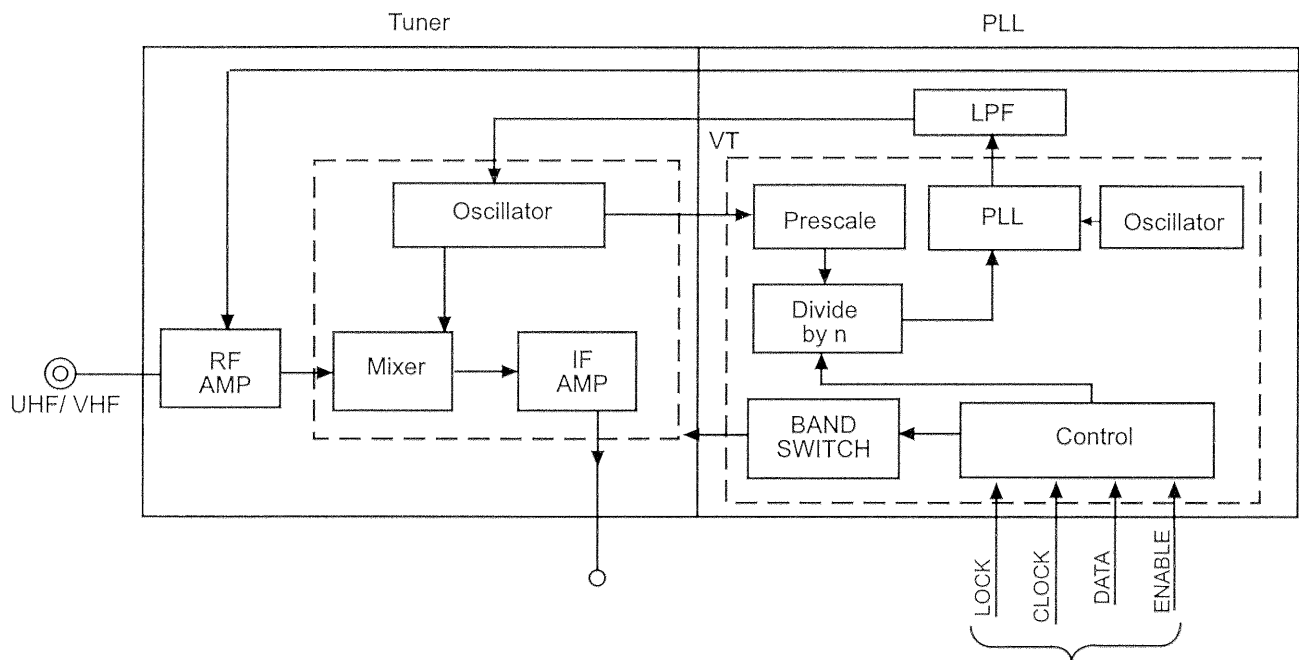 Tuner
PLL
LPF
VT
Oscillator
Prescale
PLL
Oscillator
Divide
by n
RF
AMP
Mixer
IF
AMP
UHF/ VHF
BAND
SWITCH
Control
LOCK
CLOCK
DATA
ENABLE